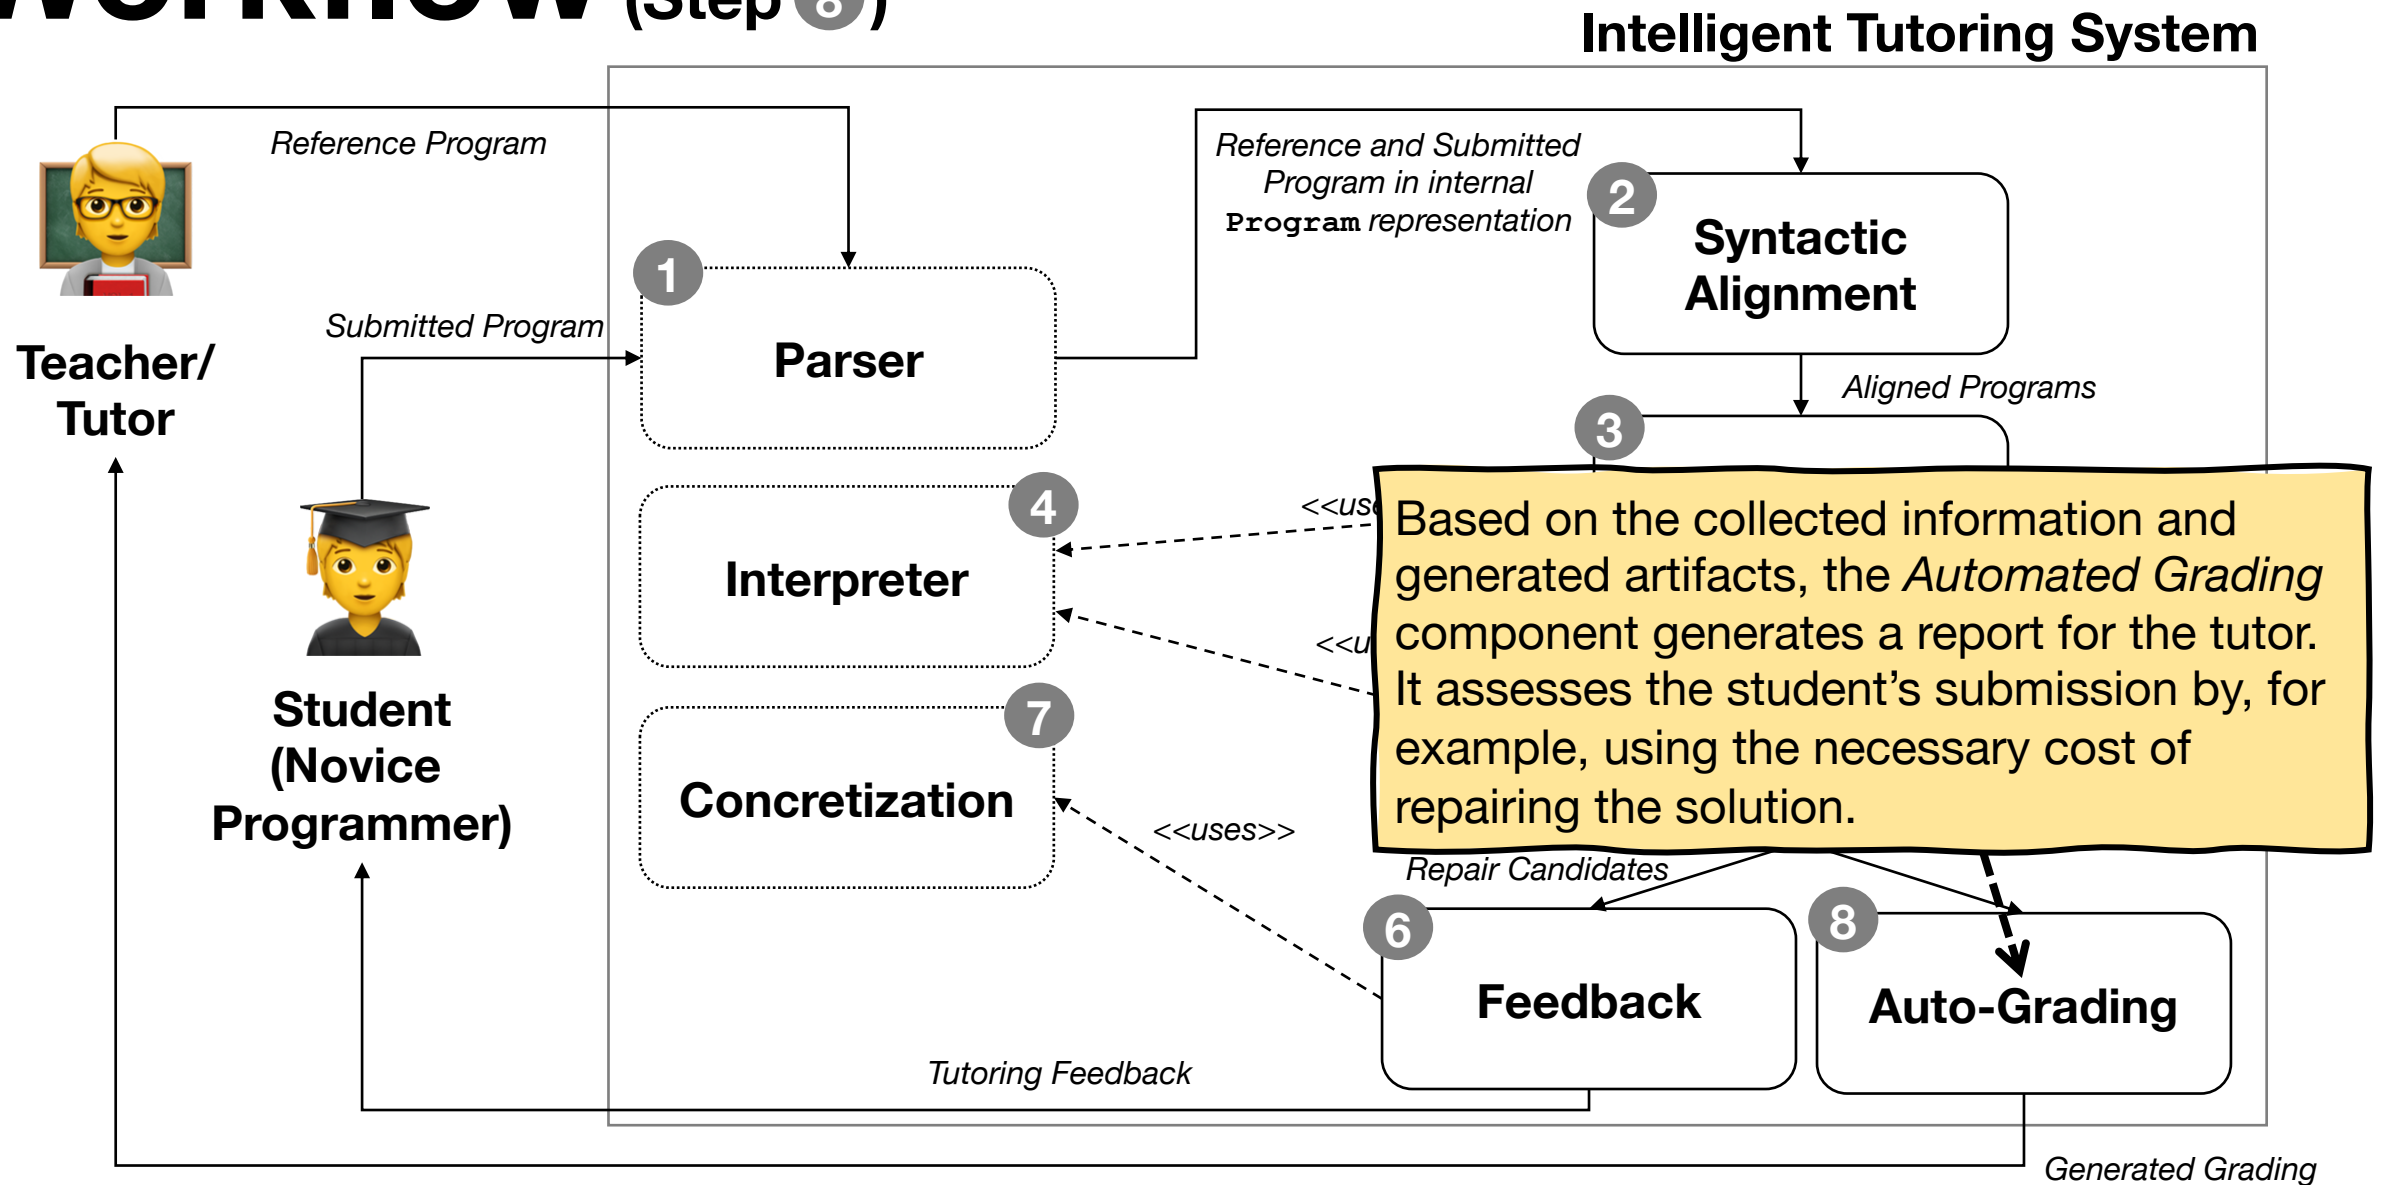 Workflow (Step 8)
Intelligent Tutoring System
Reference Program
Reference and Submitted
Program in internal
Program representation
2
Syntactic
Alignment
1
Submitted Program
Parser
Teacher/
Tutor
Aligned Programs
3
4
<<us
Interpreter
<<u
Based on the collected information and
generated artifacts, the Automated Grading
component generates a report for the tutor.
It assesses the student’s submission by, for
example, using the necessary cost of
repairing the solution.
Student
(Novice
Programmer)
7
Concretization
<<uses>>
Repair Candidates
6
Feedback
8
Auto-Grading
Tutoring Feedback
Generated Grading